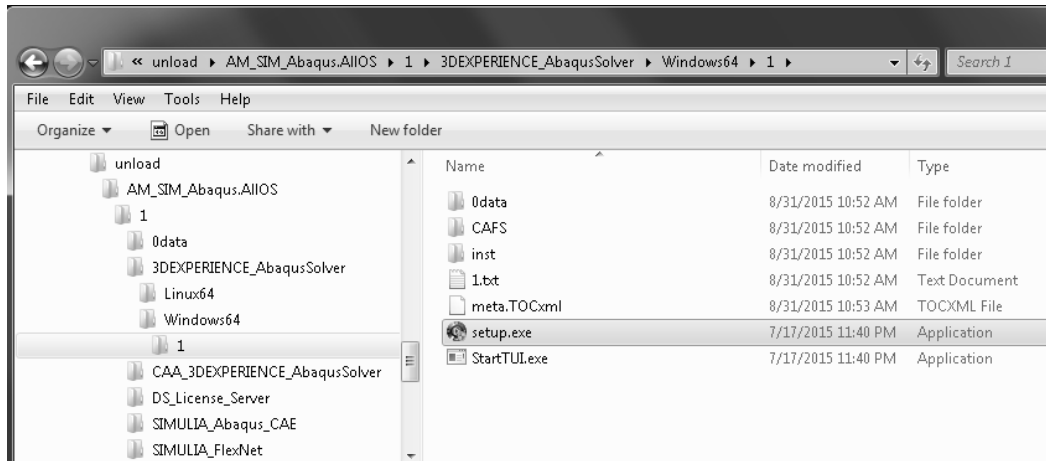 « unload ▸ AM_SIM_Abaqus.AllOS ▸ 1 ▸ 3DEXPERIENCE_AbaqusSolver ▸ Windows64 ▸ 1 ▸ Search 1
File Edit View Tools Help
Organize ▼ Open Share with ▼ New folder
unload
AM_SIM_Abaqus.AllOS
1
0data
3DEXPERIENCE_AbaqusSolver
Linux64
Windows64
1
CAA_3DEXPERIENCE_AbaqusSolver
DS_License_Server
SIMULIA_Abaqus_CAE
SIMULIA_FlexNet
Name Date modified Type
0data 8/31/2015 10:52 AM File folder
CAFS 8/31/2015 10:52 AM File folder
inst 8/31/2015 10:52 AM File folder
1.txt 8/31/2015 10:52 AM Text Document
meta.TOCxml 8/31/2015 10:53 AM TOCXML File
setup.exe 7/17/2015 11:40 PM Application
StartTUI.exe 7/17/2015 11:40 PM Application